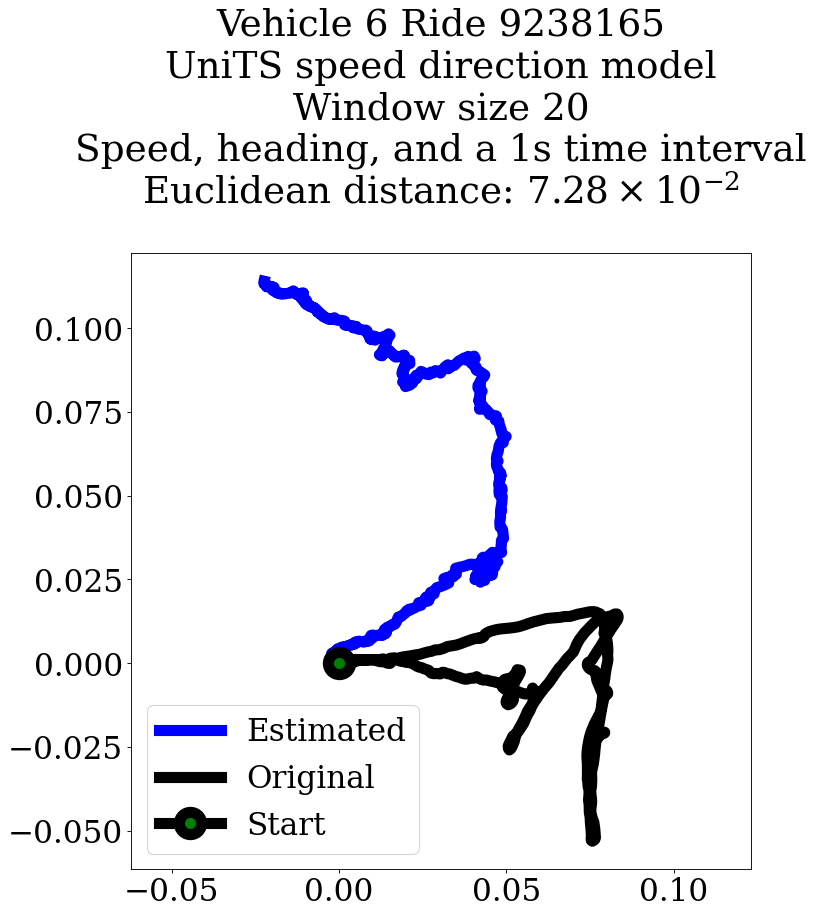 Vehicle 6 Ride 9238165
UniTS speed direction model
Window size 20
Speed, heading, and a 1s time interval
Euclidean distance: 7.28 × 10⁻²
0.100
0.075
0.050
0.025
0.000
−0.025
−0.050
Estimated
Original
Start
−0.05 0.00 0.05 0.10